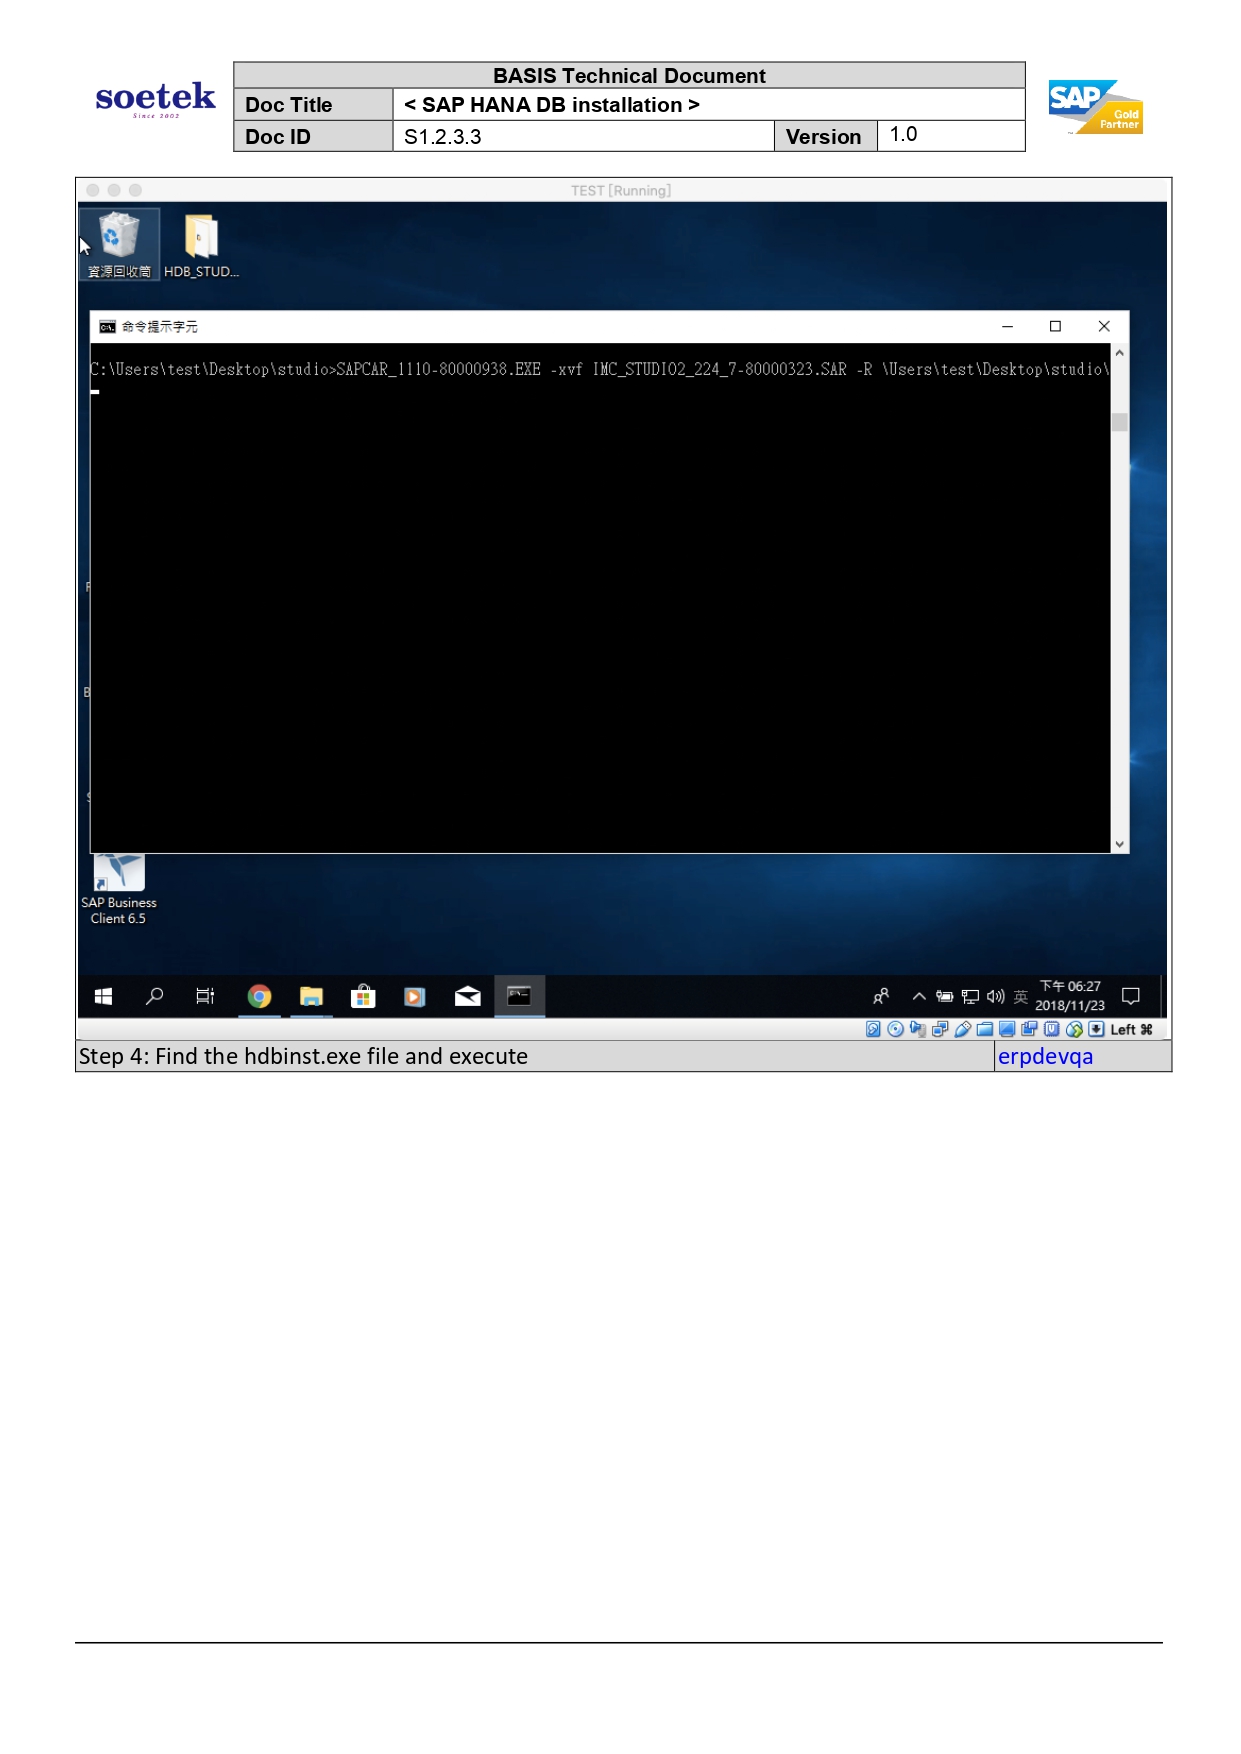 soetek
Since 2002
BASIS Technical Document
Doc Title < SAP HANA DB installation >
Doc ID S1.2.3.3 Version 1.0
SAP Gold Partner
TEST [Running]
資源回收筒 HDB_STUD...
命令提示字元
C:\Users\test\Desktop\studio>SAPCAR_1110-80000938.EXE -xvf IMC_STUDIO2_224_7-80000323.SAR -R \Users\test\Desktop\studio\
SAP Business
Client 6.5
英 下午 06:27
2018/11/23
Left ⌘
Step 4: Find the hdbinst.exe file and execute erpdevqa